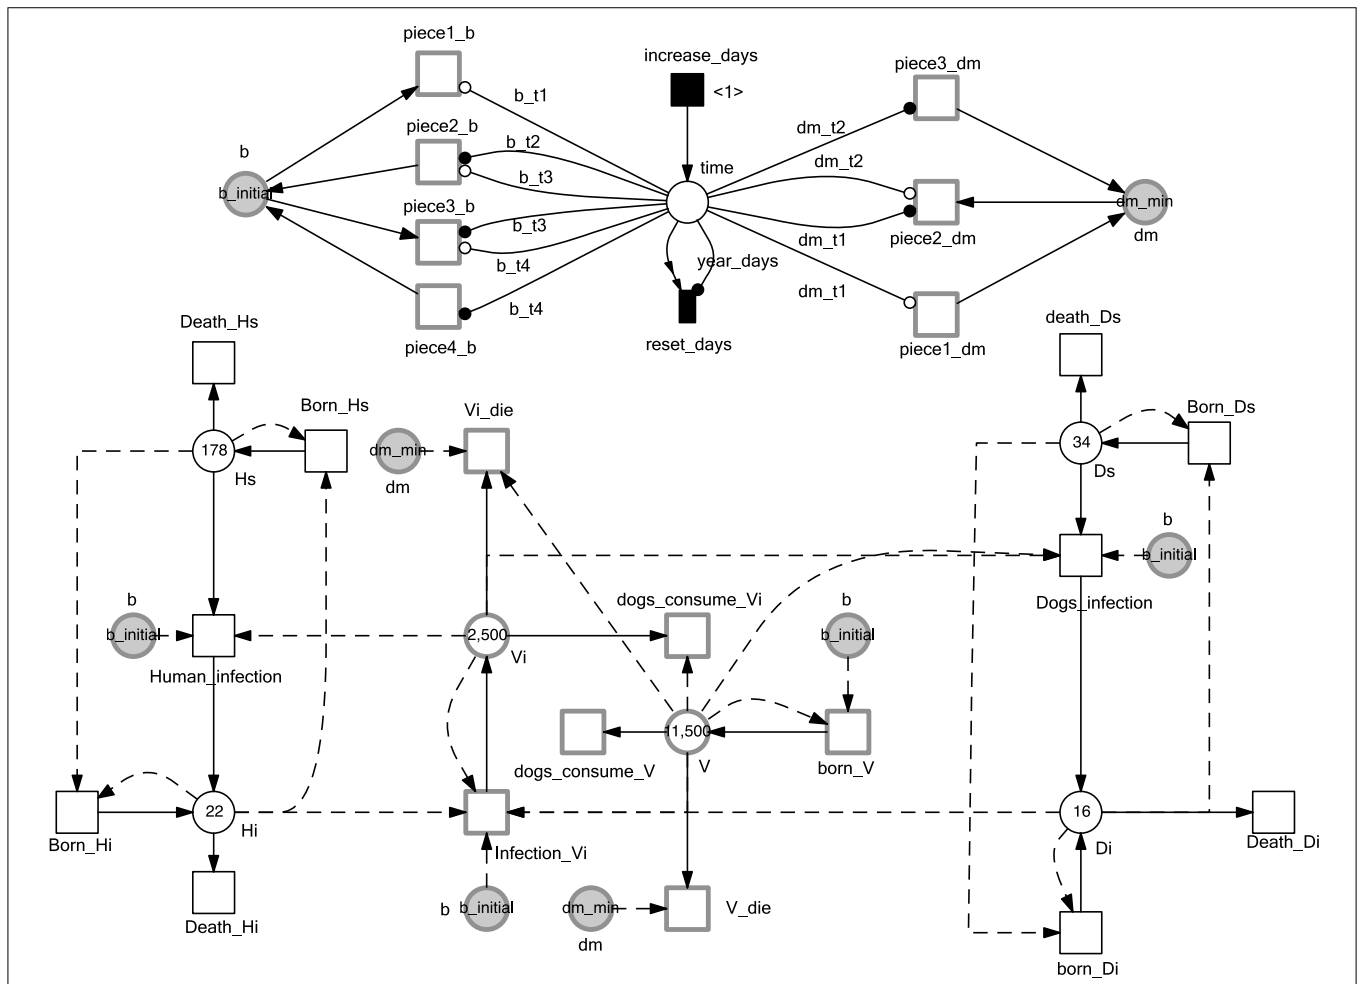 piece1_b
increase_days
piece3_dm
<1>
b_t1
dm_t2
piece2_b
b_t2
b
time
dm_t2
b_t3
b_initial
dm_min
piece3_b
b_t3
piece2_dm
dm
dm_t1
b_t4
year_days
dm_t1
b_t4
Death_Hs
death_Ds
piece4_b
reset_days
piece1_dm
Born_Hs
Vi_die
Born_Ds
178
dm_min
34
Hs
Ds
dm
b
b_initial
dogs_consume_Vi
Dogs_infection
b
b
b_initial
2,500
b_initial
Vi
Human_infection
11,500
dogs_consume_V
V
born_V
22
16
Born_Hi
Hi
Infection_Vi
Di
Death_Di
b
b_initial
dm_min
V_die
Death_Hi
dm
born_Di